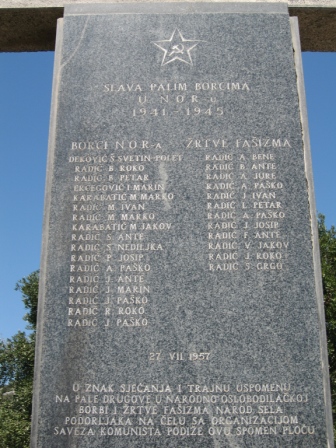 SLAVA PALIM BORCIMA
U N.O.R u
1941-1945
BORCI N.O.R-a
ŽRTVE FAŠIZMA
RADIĆ B. ROKO
RADIĆ B. PETAR
ERCEGOVIĆ I MARIN
KARABATIĆ M. MARKO
RADIĆ M. IVAN
RADIĆ M. MARKO
KARABATIĆ M. JAKOV
RADIĆ S. ANTE
RADIĆ S. NEDILJKA
RADIĆ P. JOSIP
RADIĆ A. PAŠKO
RADIĆ J. ANTE
RADIĆ J. MARIN
RADIĆ J. PAŠKO
RADIĆ R. ROKO
RADIĆ J. PAŠKO
RADIĆ A. BENE
RADIĆ B. ANTE
RADIĆ A. JURE
RADIĆ A. PAŠKO
RADIĆ J. IVAN
RADIĆ L. PETAR
RADIĆ A. PAŠKO
RADIĆ J. JOSIP
RADIĆ F. ANTE
RADIĆ V. JAKOV
RADIĆ J. ROKO
RADIĆ S. GRGO
27. VII 1957
U ZNAK SJEĆANJA I TRAJNU USPOMENU
NA PALE DRUGOVE U NARODNO OSLOBODILAČKOJ
BORBI I ŽRTVE FAŠIZMA NAROD SELA
PODORLJAKA NA ČELU SA ORGANIZACIJOM
SAVEZA KOMUNISTA PODIŽE OVU SPOMEN PLOČU